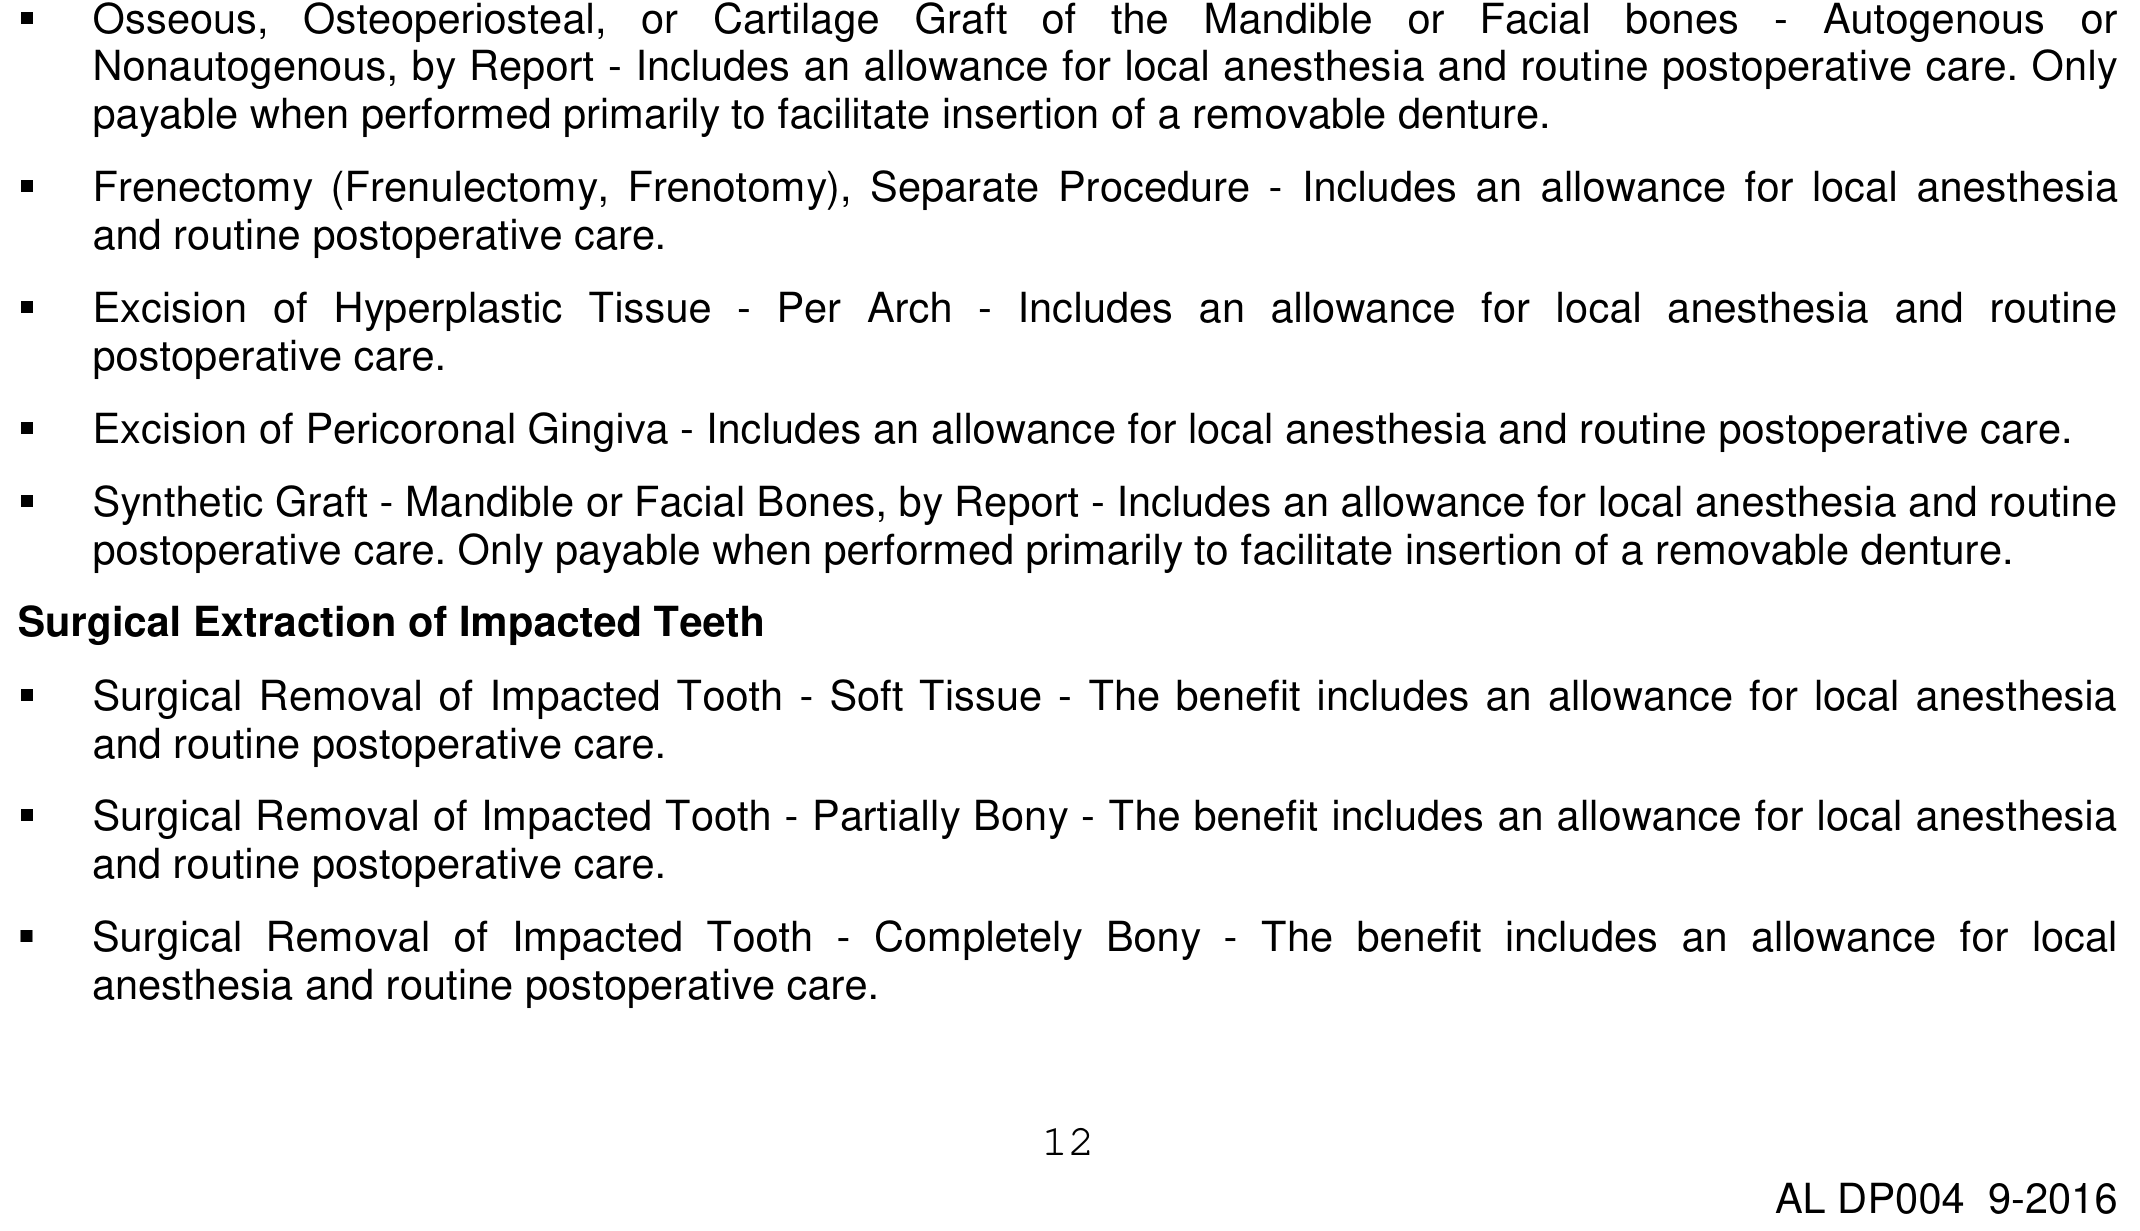 ▪ Osseous, Osteoperiosteal, or Cartilage Graft of the Mandible or Facial bones - Autogenous or
Nonautogenous, by Report - Includes an allowance for local anesthesia and routine postoperative care. Only
payable when performed primarily to facilitate insertion of a removable denture.
▪ Frenectomy (Frenulectomy, Frenotomy), Separate Procedure - Includes an allowance for local anesthesia
and routine postoperative care.
▪ Excision of Hyperplastic Tissue - Per Arch - Includes an allowance for local anesthesia and routine
postoperative care.
▪ Excision of Pericoronal Gingiva - Includes an allowance for local anesthesia and routine postoperative care.
▪ Synthetic Graft - Mandible or Facial Bones, by Report - Includes an allowance for local anesthesia and routine
postoperative care. Only payable when performed primarily to facilitate insertion of a removable denture.
Surgical Extraction of Impacted Teeth
▪ Surgical Removal of Impacted Tooth - Soft Tissue - The benefit includes an allowance for local anesthesia
and routine postoperative care.
▪ Surgical Removal of Impacted Tooth - Partially Bony - The benefit includes an allowance for local anesthesia
and routine postoperative care.
▪ Surgical Removal of Impacted Tooth - Completely Bony - The benefit includes an allowance for local
anesthesia and routine postoperative care.
12
AL DP004 9-2016